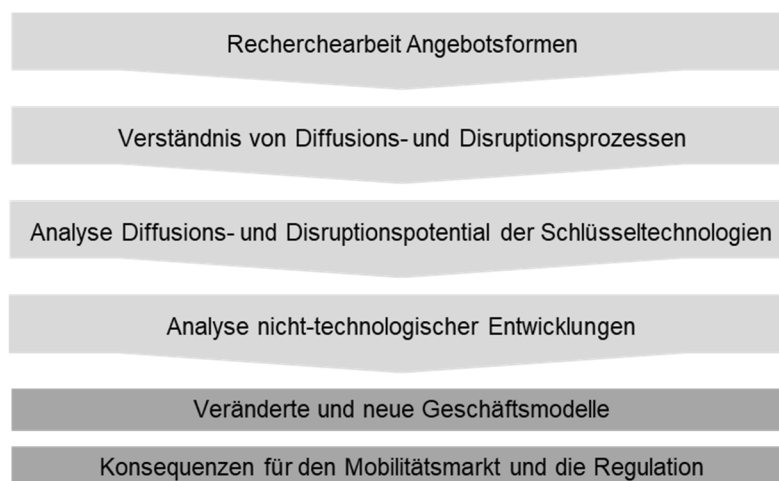 Recherchearbeit Angebotsformen
Verständnis von Diffusions- und Disruptionsprozessen
Analyse Diffusions- und Disruptionspotential der Schlüsseltechnologien
Analyse nicht-technologischer Entwicklungen
Veränderte und neue Geschäftsmodelle
Konsequenzen für den Mobilitätsmarkt und die Regulation